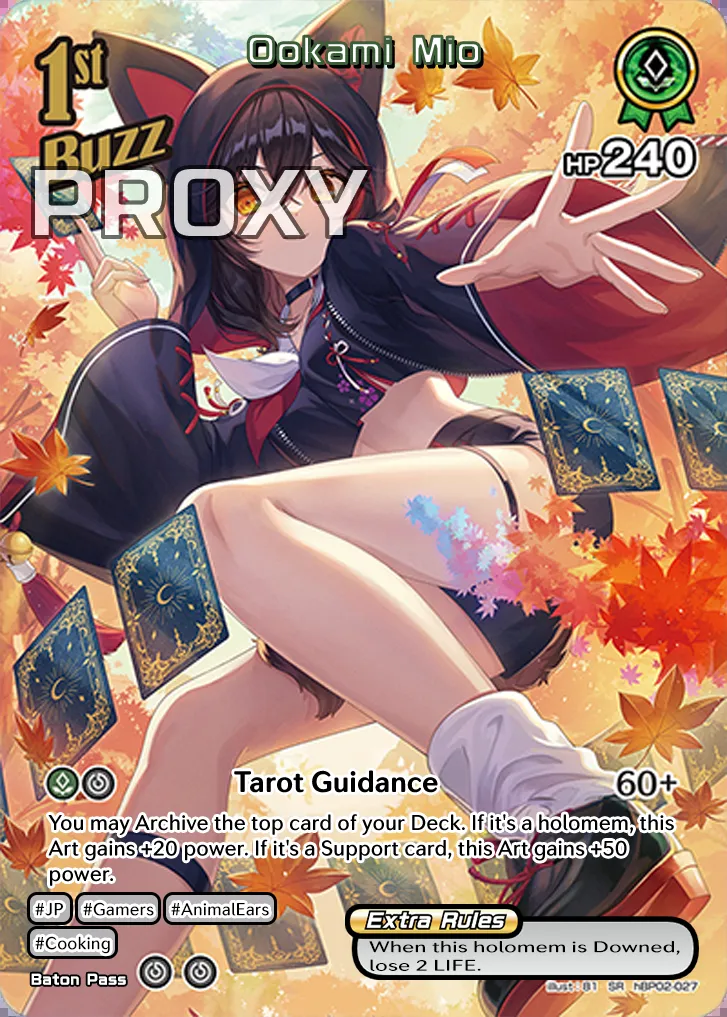 Ookami Mio
1st
Buzz
HP240
PROXY
Tarot Guidance 60+
You may Archive the top card of your Deck. If it's a holomem, this
Art gains +20 power. If it's a Support card, this Art gains +50
power.
#JP #Gamers #AnimalEars
#Cooking
Extra Rules
When this holomem is Downed,
lose 2 LIFE.
Baton Pass
illust: 81 SR hBP02-027